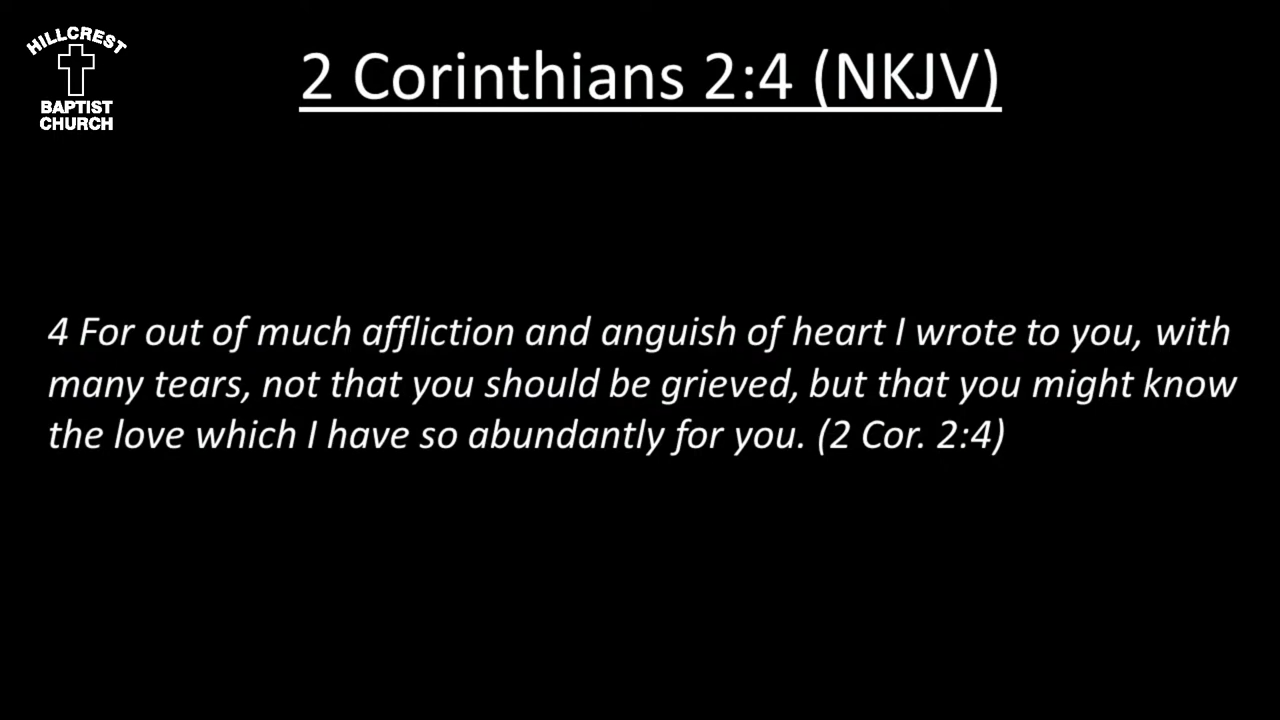 HILLCREST
BAPTIST
CHURCH
2 Corinthians 2:4 (NKJV)
4 For out of much affliction and anguish of heart I wrote to you, with
many tears, not that you should be grieved, but that you might know
the love which I have so abundantly for you. (2 Cor. 2:4)